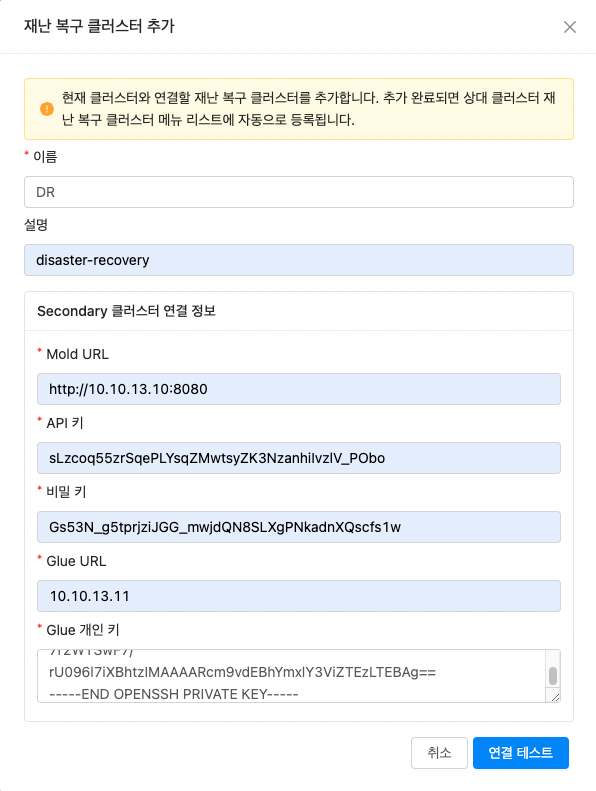 재난 복구 클러스터 추가
현재 클러스터와 연결할 재난 복구 클러스터를 추가합니다. 추가 완료되면 상대 클러스터 재
난 복구 클러스터 메뉴 리스트에 자동으로 등록됩니다.
* 이름
DR
설명
disaster-recovery
Secondary 클러스터 연결 정보
* Mold URL
http://10.10.13.10:8080
* API 키
sLzcoq55zrSqePLYsqZMwtsyZK3NzanhilvzlV_PObo
* 비밀 키
Gs53N_g5tprjziJGG_mwjdQN8SLXgPNkadnXQscfs1w
* Glue URL
10.10.13.11
* Glue 개인 키
rU096l7iXBhtzIMAAAARcm9vdEBhYmxlY3ViZTEzLTEBAg==
-----END OPENSSH PRIVATE KEY-----
취소
연결 테스트